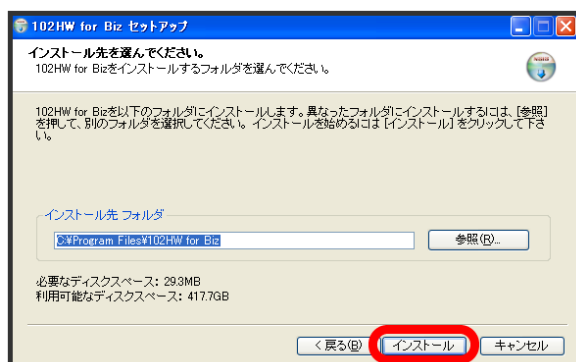 102HW for Biz セットアップ
インストール先を選んでください。
102HW for Bizをインストールするフォルダを選んでください。
102HW for Bizを以下のフォルダにインストールします。異なったフォルダにインストールするには、[参照]
を押して、別のフォルダを選択してください。インストールを始めるには [インストール] をクリックして下さ
い。
インストール先 フォルダ
C:¥Program Files¥102HW for Biz
参照(R)...
必要なディスクスペース: 29.3MB
利用可能なディスクスペース: 417.7GB
< 戻る(B)
インストール
キャンセル